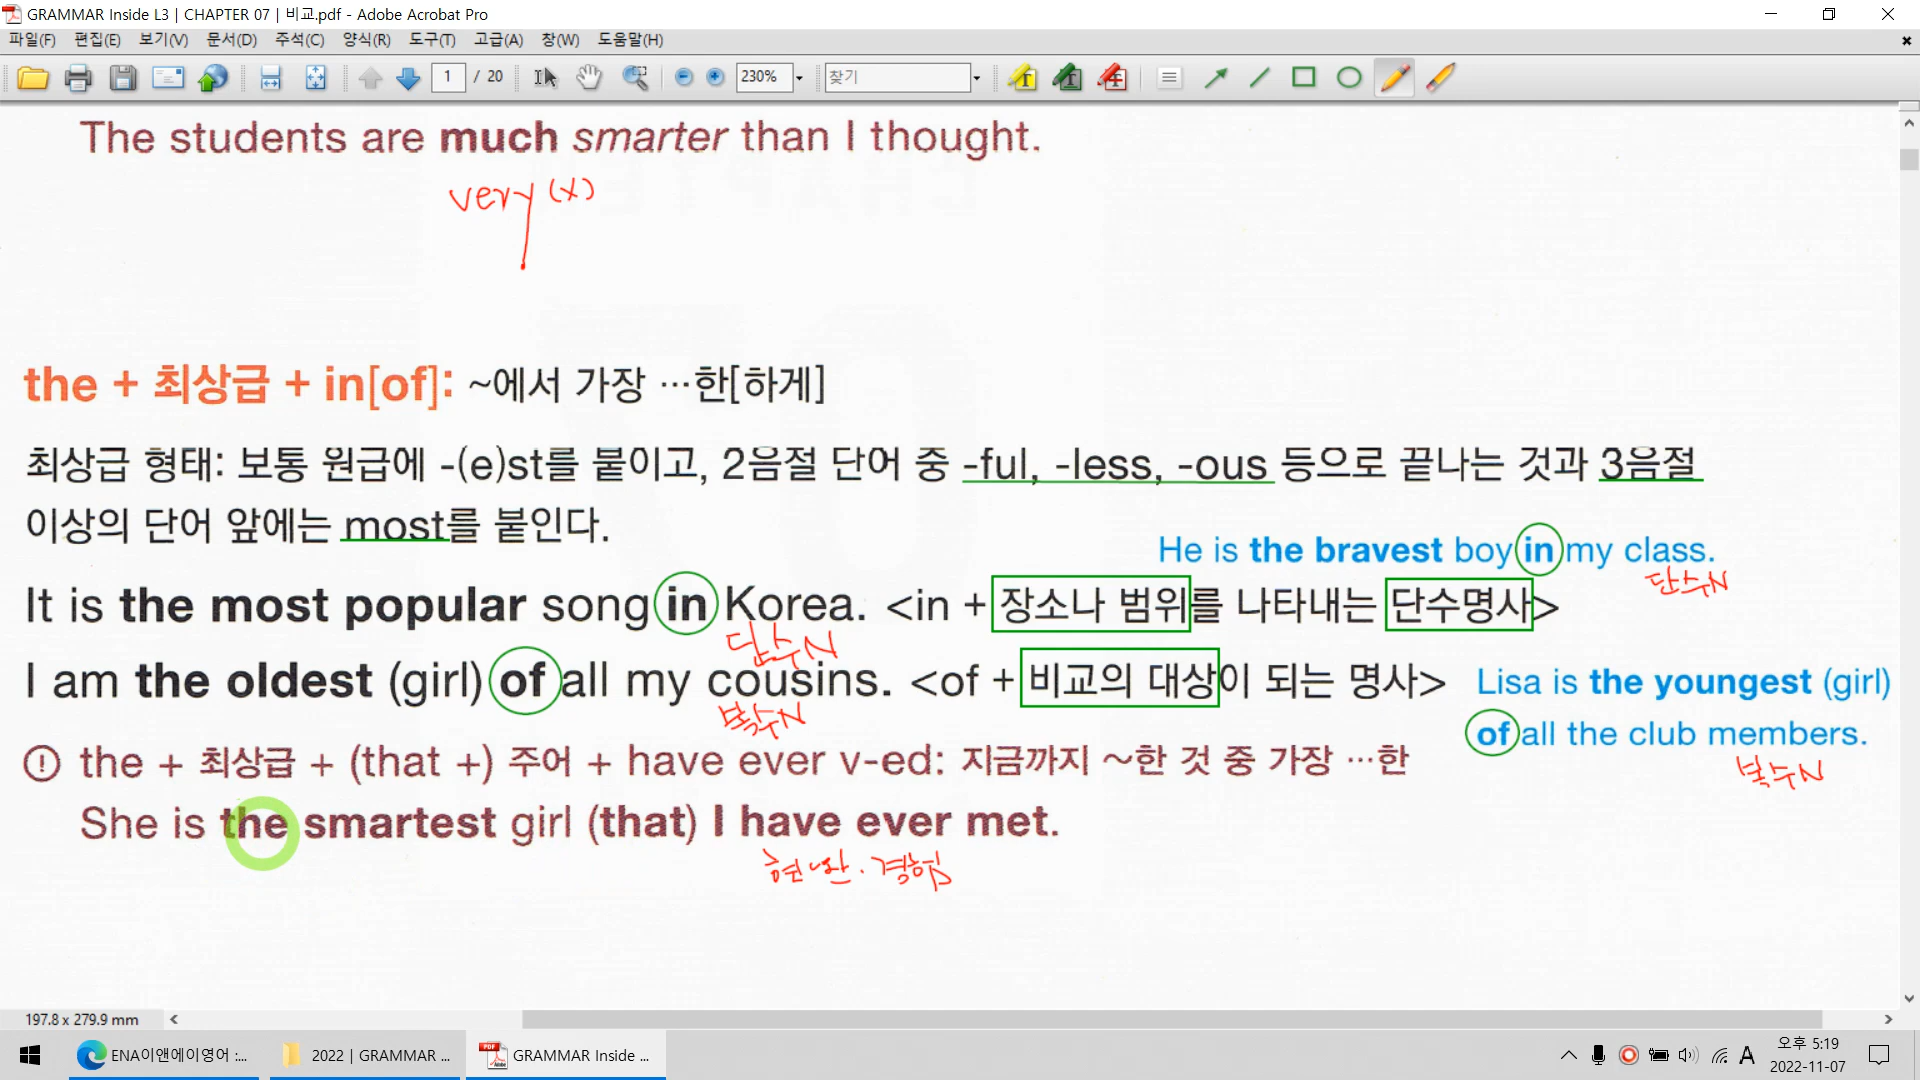 GRAMMAR Inside L3 | CHAPTER 07 | 비교.pdf - Adobe Acrobat Pro
파일(F) 편집(E) 보기(V) 문서(D) 주석(C) 양식(R) 도구(T) 고급(A) 창(W) 도움말(H)
1 / 20 230% 찾기
The students are much smarter than I thought.
very (x)
the + 최상급 + in[of]: ~에서 가장 …한[하게]
최상급 형태: 보통 원급에 -(e)st를 붙이고, 2음절 단어 중 -ful, -less, -ous 등으로 끝나는 것과 3음절
이상의 단어 앞에는 most를 붙인다.
He is the bravest boy in my class.
단수N
It is the most popular song in Korea. <in + 장소나 범위를 나타내는 단수명사>
단수N
I am the oldest (girl) of all my cousins. <of + 비교의 대상이 되는 명사>
복수N
Lisa is the youngest (girl)
of all the club members.
복수N
! the + 최상급 + (that +) 주어 + have ever v-ed: 지금까지 ~한 것 중 가장 …한
She is the smartest girl (that) I have ever met.
현완. 경험
197.8 x 279.9 mm
ENA이앤에이영어 :... 2022 | GRAMMAR ... GRAMMAR Inside ...
A 오후 5:19
2022-11-07